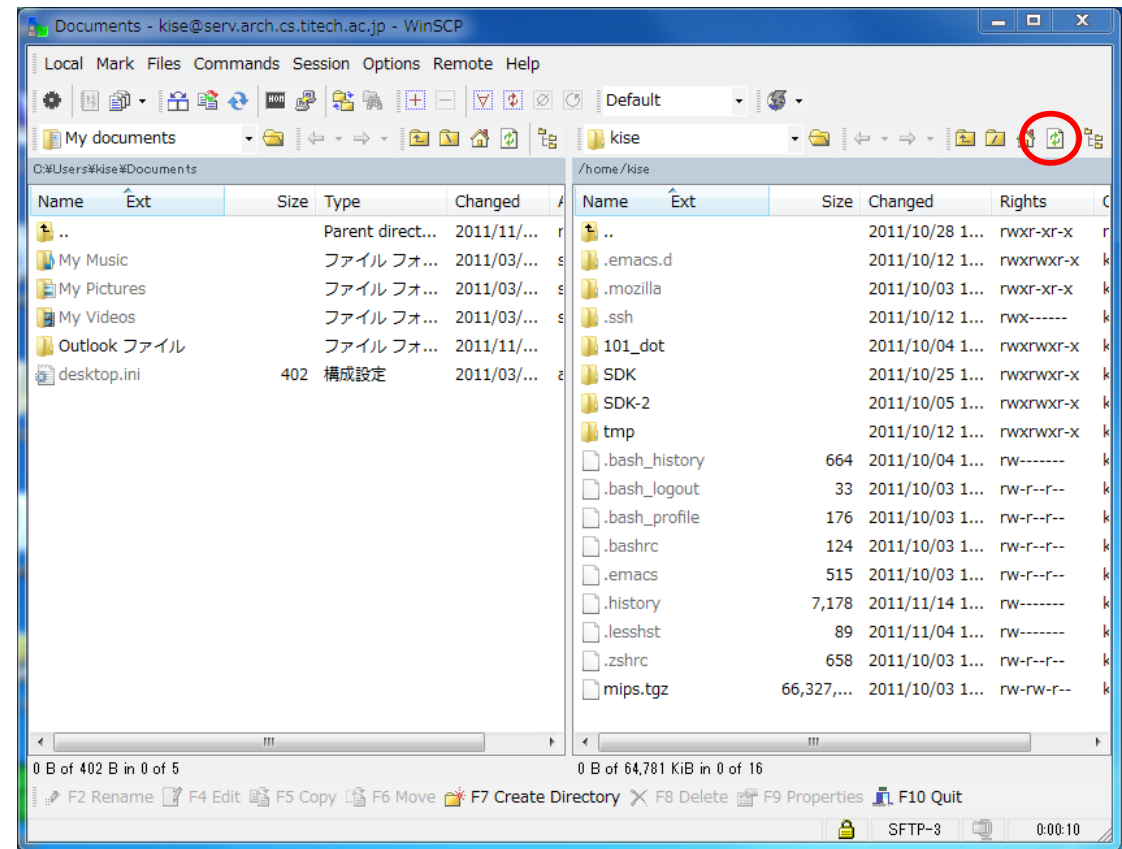 Documents - kise@serv.arch.cs.titech.ac.jp - WinSCP
Local Mark Files Commands Session Options Remote Help
Default
My documents kise
C:¥Users¥kise¥Documents /home/kise
Name Ext Size Type Changed Name Ext Size Changed Rights
.. Parent direct... 2011/11/... .. 2011/10/28 1... rwxr-xr-x
My Music ファイル フォ... 2011/03/... .emacs.d 2011/10/12 1... rwxrwxr-x
My Pictures ファイル フォ... 2011/03/... .mozilla 2011/10/03 1... rwxr-xr-x
My Videos ファイル フォ... 2011/03/... .ssh 2011/10/12 1... rwx------
Outlook ファイル ファイル フォ... 2011/11/... 101_dot 2011/10/04 1... rwxrwxr-x
desktop.ini 402 構成設定 2011/03/... SDK 2011/10/25 1... rwxrwxr-x
SDK-2 2011/10/05 1... rwxrwxr-x
tmp 2011/10/12 1... rwxrwxr-x
.bash_history 664 2011/10/04 1... rw-------
.bash_logout 33 2011/10/03 1... rw-r--r--
.bash_profile 176 2011/10/03 1... rw-r--r--
.bashrc 124 2011/10/03 1... rw-r--r--
.emacs 515 2011/10/03 1... rw-r--r--
.history 7,178 2011/11/14 1... rw-------
.lesshst 89 2011/11/04 1... rw-------
.zshrc 658 2011/10/03 1... rw-r--r--
mips.tgz 66,327,... 2011/10/03 1... rw-rw-r--
0 B of 402 B in 0 of 5 0 B of 64,781 KiB in 0 of 16
F2 Rename F4 Edit F5 Copy F6 Move F7 Create Directory F8 Delete F9 Properties F10 Quit
SFTP-3 0:00:10